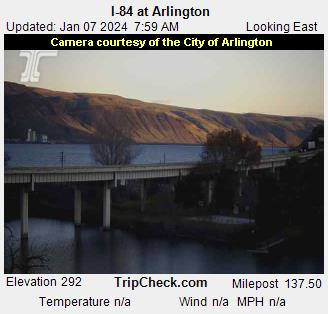 I-84 at Arlington
Updated: Jan 07 2024 7:59 AM Looking East
Camera courtesy of the City of Arlington
Elevation 292 TripCheck.com Milepost 137.50
Temperature n/a Wind n/a MPH n/a